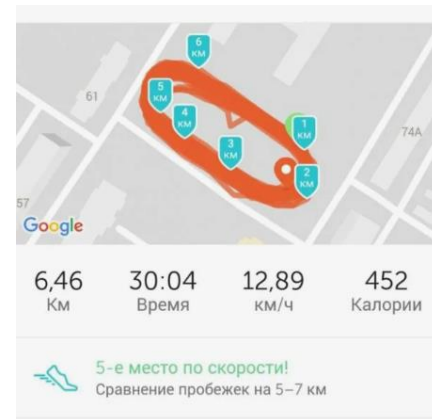 6
км
61
5
км
4
км
1
км
74А
3
км
2
км
57
Google
6,46
Км
30:04
Время
12,89
км/ч
452
Калории
5-е место по скорости!
Сравнение пробежек на 5–7 км